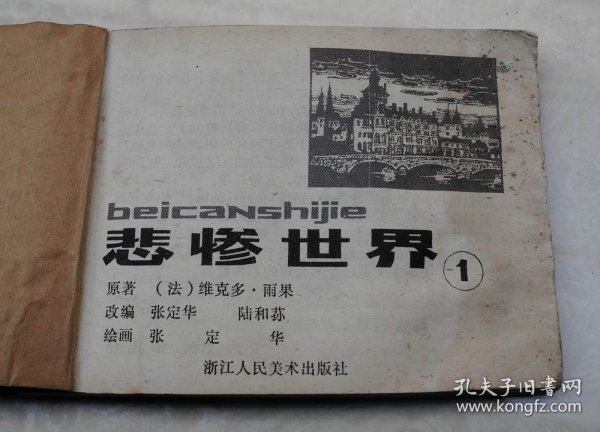 beicanshijie
悲惨世界 1
原著 （法）维克多·雨果
改编 张定华 陆和荪
绘画 张定华
浙江人民美术出版社
孔夫子旧书网
www.kongfz.com